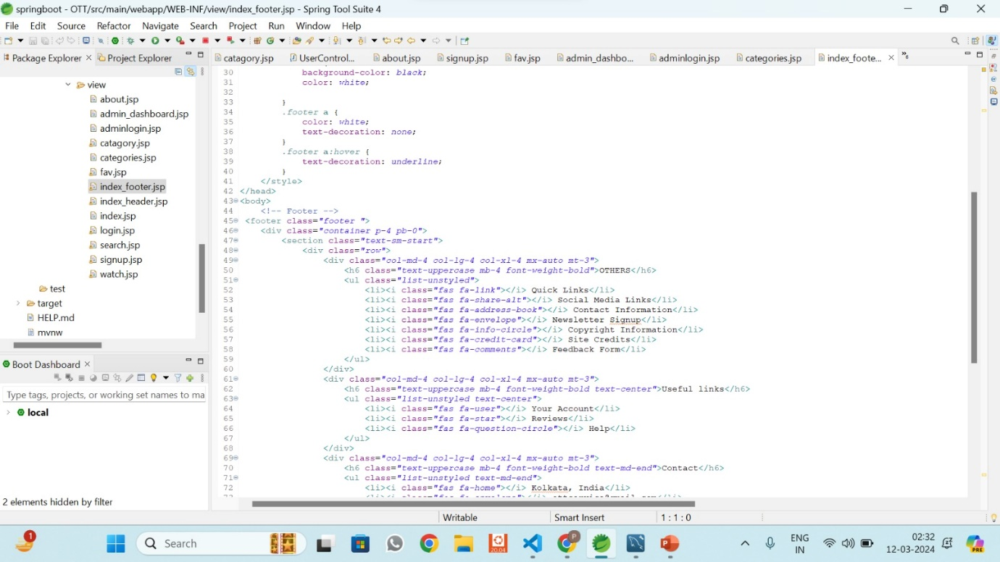 springboot - OTT/src/main/webapp/WEB-INF/view/index_footer.jsp - Spring Tool Suite 4
File Edit Source Refactor Navigate Search Project Run Window Help
Package Explorer Project Explorer
catagory.jsp UserControl... about.jsp signup.jsp fav.jsp admin_dashbo... adminlogin.jsp categories.jsp index_foote... »6
view
about.jsp
admin_dashboard.jsp
adminlogin.jsp
catagory.jsp
categories.jsp
fav.jsp
index_footer.jsp
index_header.jsp
index.jsp
login.jsp
search.jsp
signup.jsp
watch.jsp
test
target
HELP.md
mvnw
Boot Dashboard
Type tags, projects, or working set names to ma
local
2 elements hidden by filter
30 background-color: black;
31 color: white;
32
33 }
34 .footer a {
35 color: white;
36 text-decoration: none;
37 }
38 .footer a:hover {
39 text-decoration: underline;
40 }
41 </style>
42 </head>
43 <body>
44 <!-- Footer -->
45 <footer class="footer ">
46 <div class="container p-4 pb-0">
47 <section class="text-sm-start">
48 <div class="row">
49 <div class="col-md-4 col-lg-4 col-xl-4 mx-auto mt-3">
50 <h6 class="text-uppercase mb-4 font-weight-bold">OTHERS</h6>
51 <ul class="list-unstyled">
52 <li><i class="fas fa-link"></i> Quick Links</li>
53 <li><i class="fas fa-share-alt"></i> Social Media Links</li>
54 <li><i class="fas fa-address-book"></i> Contact Information</li>
55 <li><i class="fas fa-envelope"></i> Newsletter Signup</li>
56 <li><i class="fas fa-info-circle"></i> Copyright Information</li>
57 <li><i class="fas fa-credit-card"></i> Site Credits</li>
58 <li><i class="fas fa-comments"></i> Feedback Form</li>
59 </ul>
60 </div>
61 <div class="col-md-4 col-lg-4 col-xl-4 mx-auto mt-3">
62 <h6 class="text-uppercase mb-4 font-weight-bold text-center">Useful links</h6>
63 <ul class="list-unstyled text-center">
64 <li><i class="fas fa-user"></i> Your Account</li>
65 <li><i class="fas fa-star"></i> Reviews</li>
66 <li><i class="fas fa-question-circle"></i> Help</li>
67 </ul>
68 </div>
69 <div class="col-md-4 col-lg-4 col-xl-4 mx-auto mt-3">
70 <h6 class="text-uppercase mb-4 font-weight-bold text-md-end">Contact</h6>
71 <ul class="list-unstyled text-md-end">
72 <li><i class="fas fa-home"></i> Kolkata, India</li>
Writable Smart Insert 1 : 1 : 0
1
Search
20.04
P
ENG
IN
02:32
12-03-2024
PRE